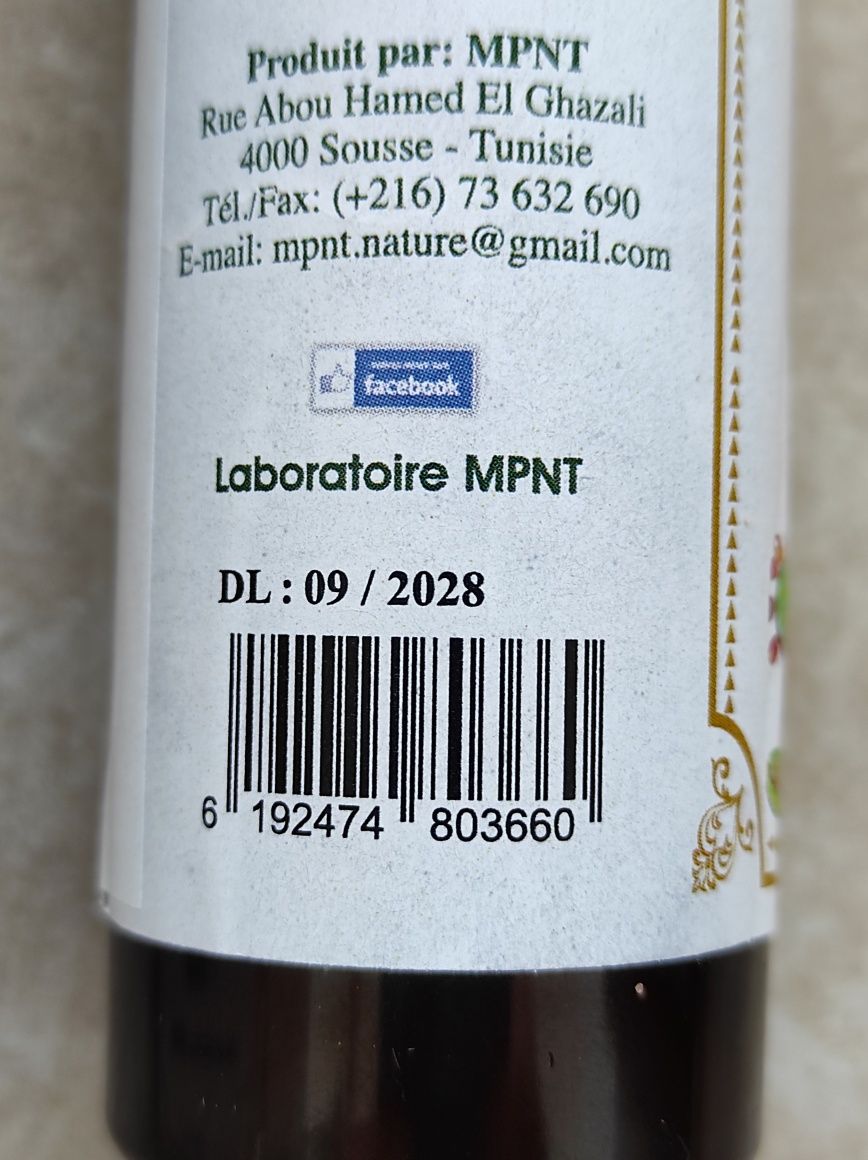 Produit par: MPNT
Rue Abou Hamed El Ghazali
4000 Sousse - Tunisie
Tél./Fax: (+216) 73 632 690
E-mail: mpnt.nature@gmail.com
facebook
Laboratoire MPNT
DL : 09 / 2028
6 192474 803660